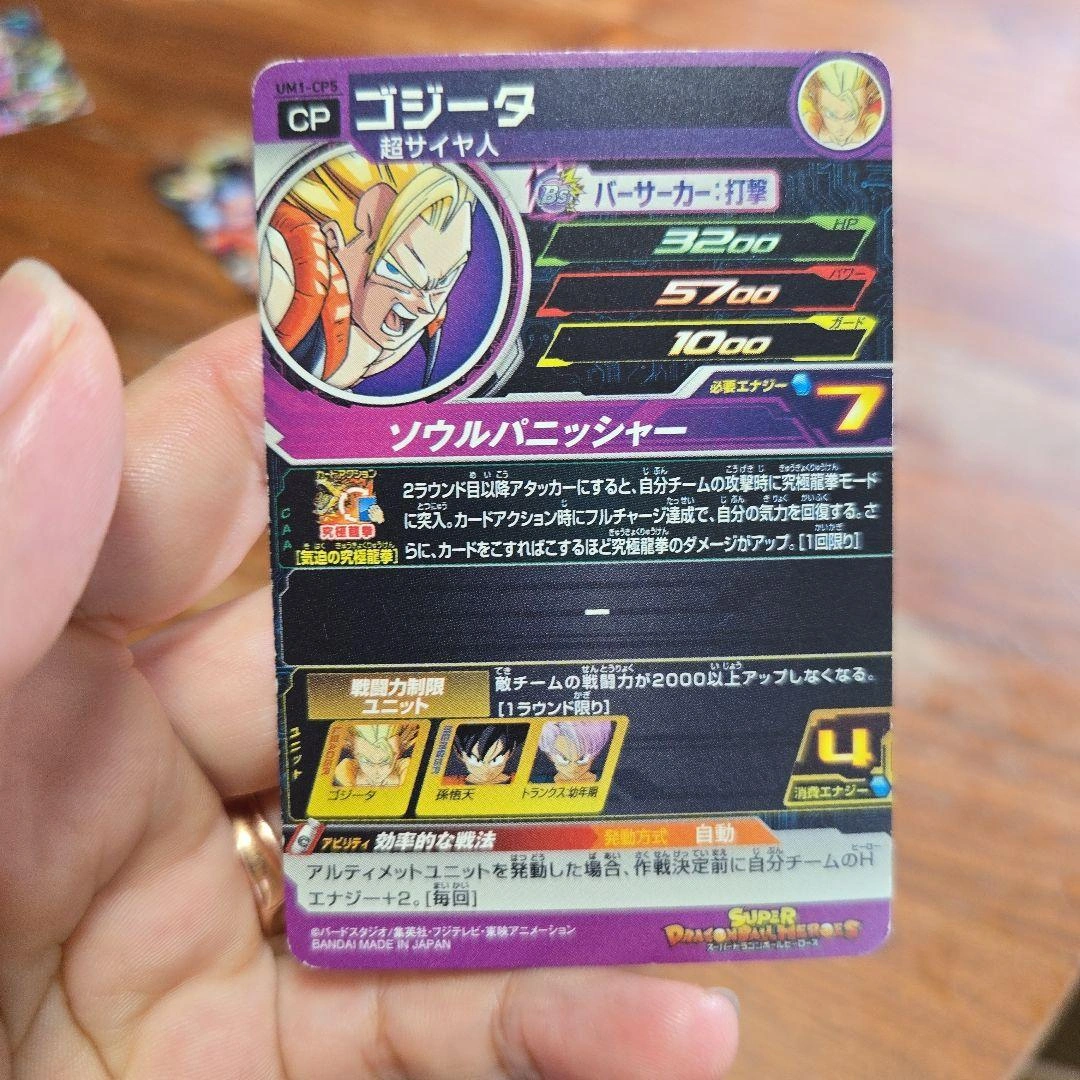 UM1-CP5
CP
ゴジータ
超サイヤ人
Bs
バーサーカー:打撃
HP
3200
パワー
5700
ガード
1000
必要エナジー
7
ソウルパニッシャー
CAA
カードアクション
究極龍拳
[気迫の究極龍拳]
2ラウンド目以降アタッカーにすると、自分チームの攻撃時に究極龍拳モード
に突入。カードアクション時にフルチャージ達成で、自分の気力を回復する。さ
らに、カードをこすればこするほど究極龍拳のダメージがアップ。[1回限り]
ー
ユニット
戦闘力制限
ユニット
敵チームの戦闘力が2000以上アップしなくなる。
[1ラウンド限り]
ゴジータ
孫悟天
トランクス:幼年期
4
消費エナジー
アビリティ 効率的な戦法
発動方式 自動
アルティメットユニットを発動した場合、作戦決定前に自分チームのH
エナジー+2。[毎回]
©バードスタジオ/集英社・フジテレビ・東映アニメーション
BANDAI MADE IN JAPAN
SUPER
DRAGONBALL HEROES
スーパードラゴンボールヒーローズ